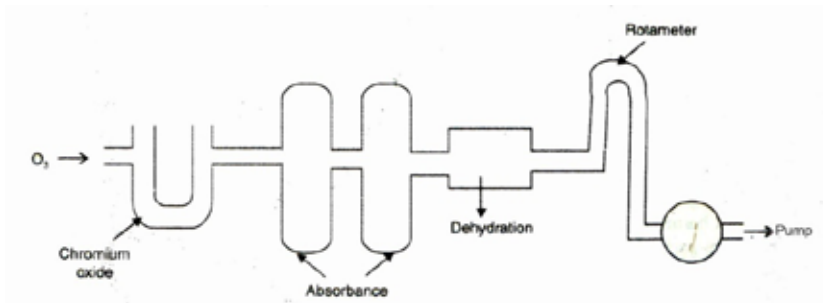 Rotameter
O₃
Dehydration
Pump
Chromium
oxide
Absorbance